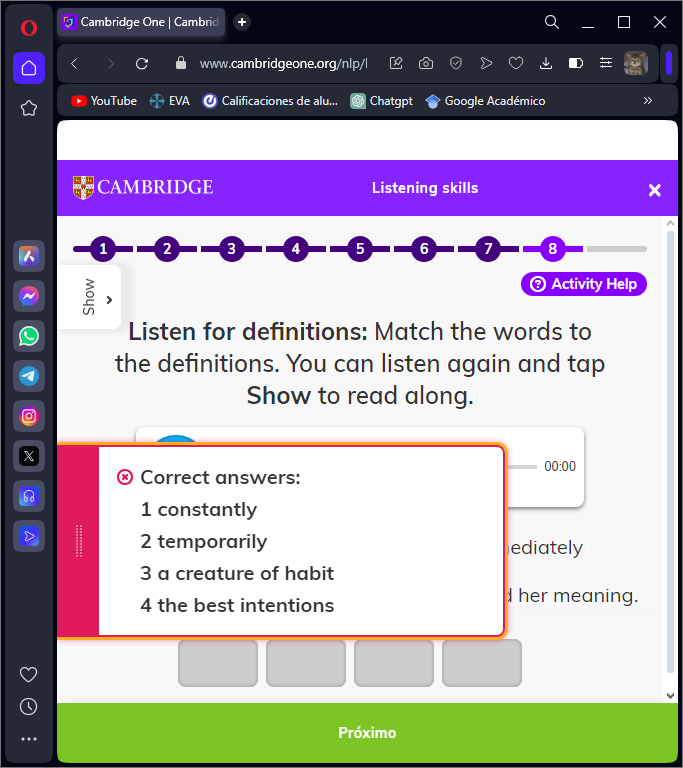 Cambridge One | Cambrid
www.cambridgeone.org/nlp/l
YouTube
EVA
Calificaciones de alu...
Chatgpt
Google Académico
CAMBRIDGE
Listening skills
1 2 3 4 5 6 7 8
Activity Help
Show
Listen for definitions: Match the words to
the definitions. You can listen again and tap
Show to read along.
00:00
Correct answers:
1 constantly
2 temporarily
3 a creature of habit
4 the best intentions
mediately
d her meaning.
Próximo